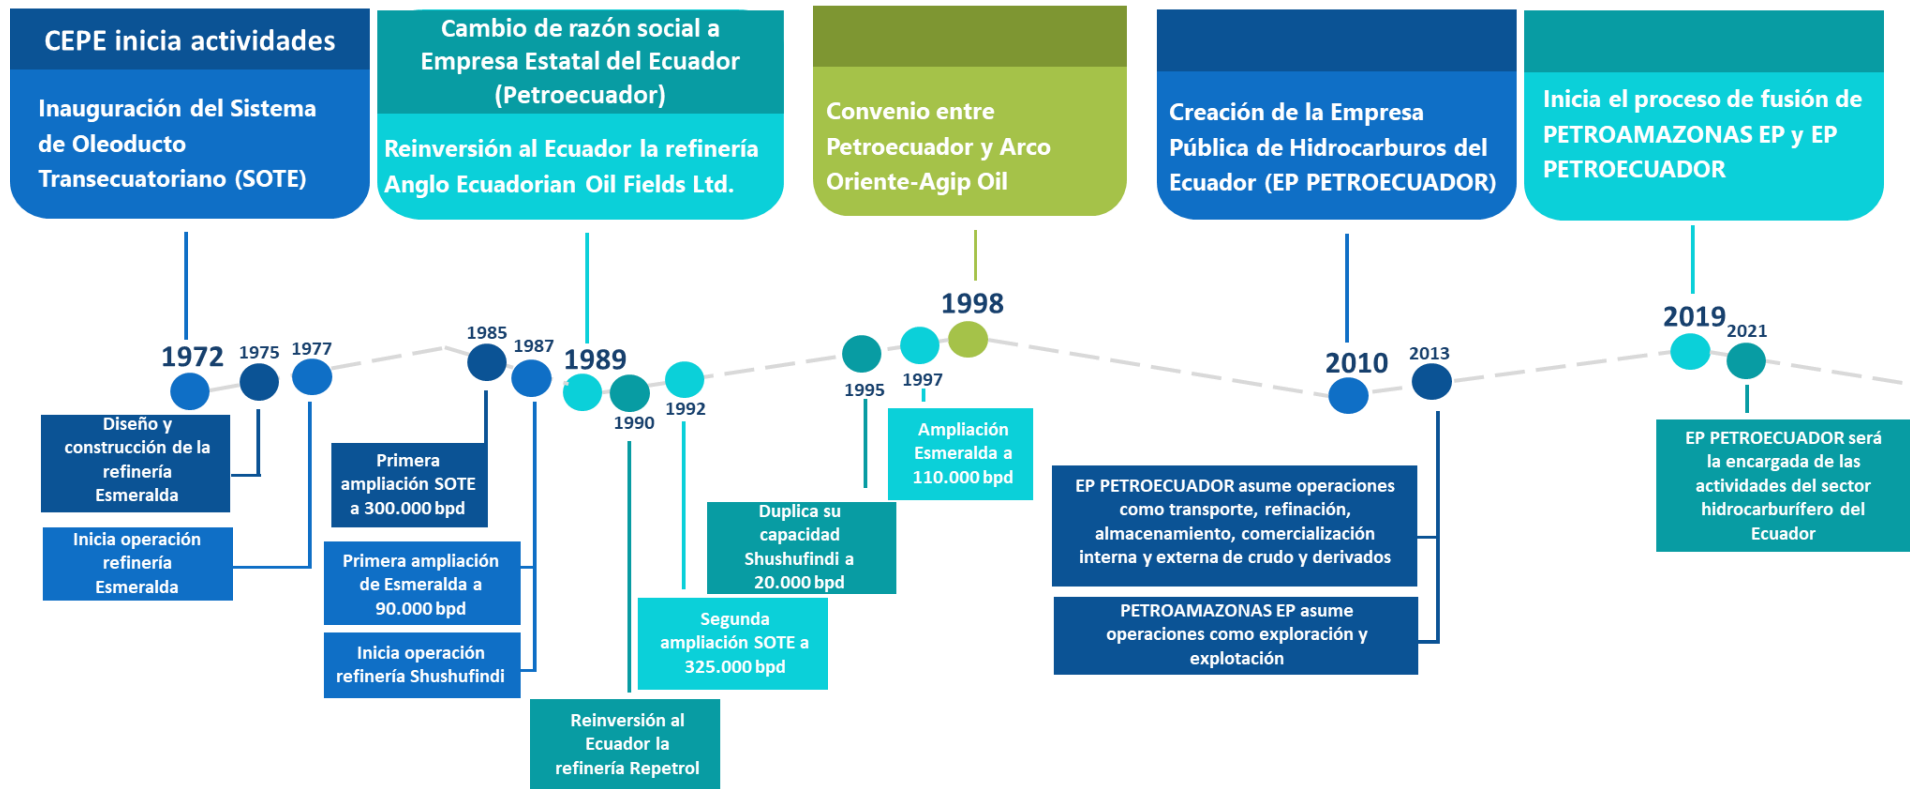 CEPE inicia actividades
Inauguración del Sistema
de Oleoducto
Transecuatoriano (SOTE)
Cambio de razón social a
Empresa Estatal del Ecuador
(Petroecuador)
Reinversión al Ecuador la refinería
Anglo Ecuadorian Oil Fields Ltd.
Convenio entre
Petroecuador y Arco
Oriente-Agip Oil
Creación de la Empresa
Pública de Hidrocarburos del
Ecuador (EP PETROECUADOR)
Inicia el proceso de fusión de
PETROAMAZONAS EP y EP
PETROECUADOR
1972
1975
1977
1985
1987
1989
1990
1992
1995
1997
1998
2010
2013
2019
2021
Diseño y
construcción de la
refinería
Esmeralda
Inicia operación
refinería
Esmeralda
Primera
ampliación SOTE
a 300.000 bpd
Primera ampliación
de Esmeralda a
90.000 bpd
Inicia operación
refinería Shushufindi
Reinversión al
Ecuador la
refinería Repetrol
Segunda
ampliación SOTE a
325.000 bpd
Duplica su
capacidad
Shushufindi a
20.000 bpd
Ampliación
Esmeralda a
110.000 bpd
EP PETROECUADOR asume operaciones
como transporte, refinación,
almacenamiento, comercialización
interna y externa de crudo y derivados
PETROAMAZONAS EP asume
operaciones como exploración y
explotación
EP PETROECUADOR será
la encargada de las
actividades del sector
hidrocarburífero del
Ecuador